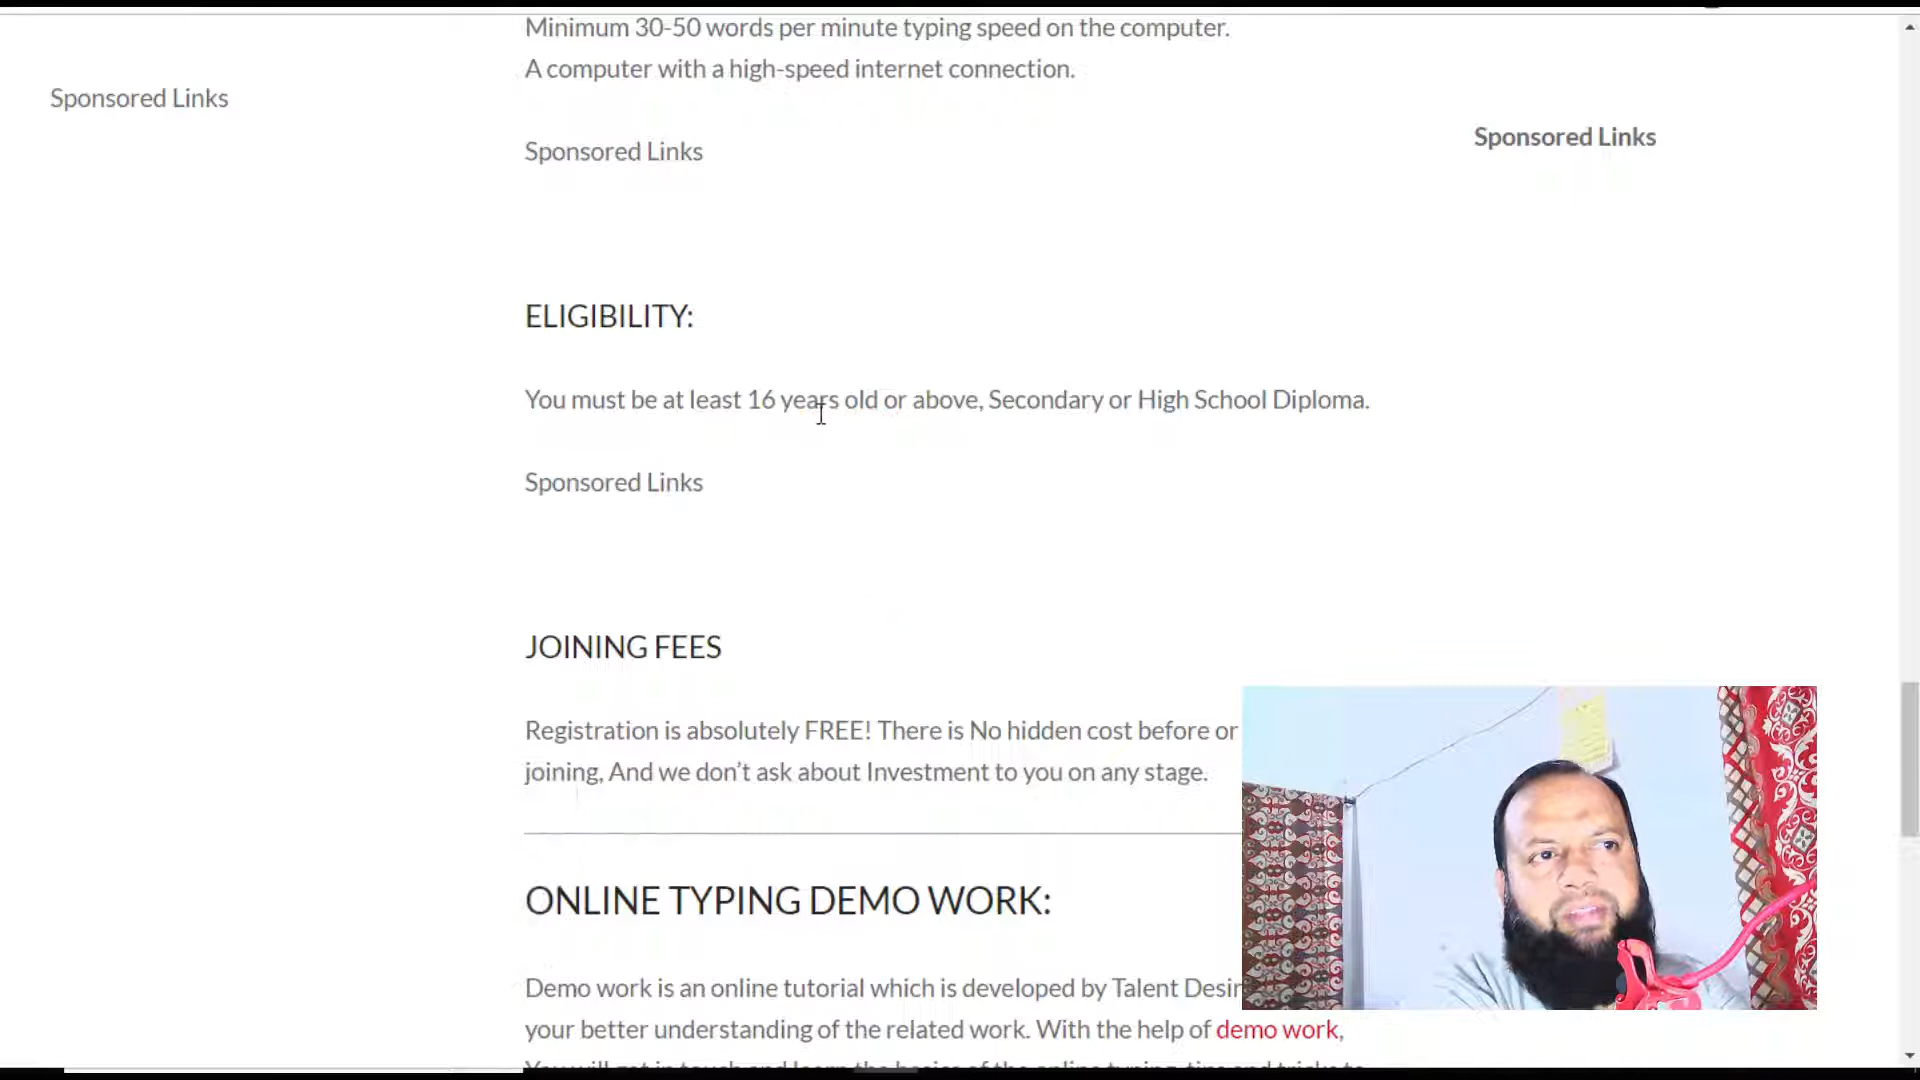 Minimum 30-50 words per minute typing speed on the computer.
A computer with a high-speed internet connection.
Sponsored Links
Sponsored Links
Sponsored Links
ELIGIBILITY:
You must be at least 16 years old or above, Secondary or High School Diploma.
Sponsored Links
JOINING FEES
Registration is absolutely FREE! There is No hidden cost before or
joining, And we don't ask about Investment to you on any stage.
ONLINE TYPING DEMO WORK:
Demo work is an online tutorial which is developed by Talent
your better understanding of the related work. With the help of demo work,